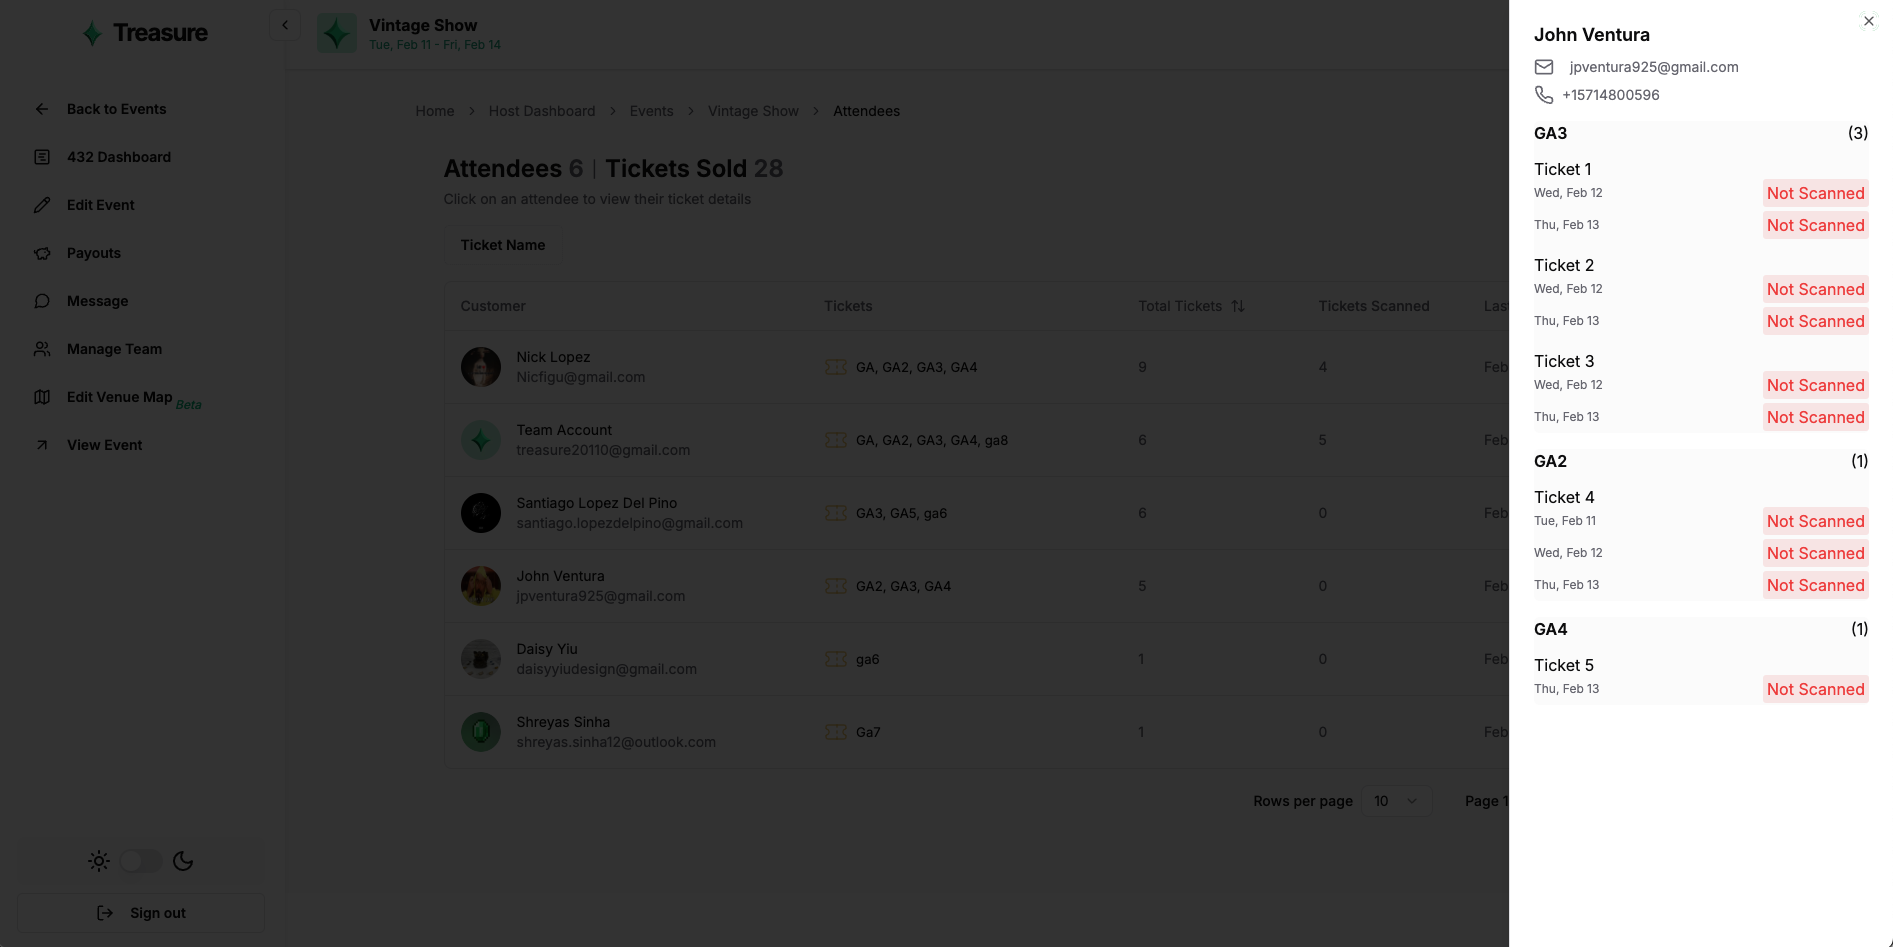 Treasure
Back to Events
432 Dashboard
Edit Event
Payouts
Message
Manage Team
Edit Venue Map Beta
View Event
Sign out
Vintage Show
Tue, Feb 11 - Fri, Feb 14
Home > Host Dashboard > Events > Vintage Show > Attendees
Attendees 6 | Tickets Sold 28
Click on an attendee to view their ticket details
Ticket Name
Customer Tickets Total Tickets Tickets Scanned Las
Nick Lopez
Nicfigu@gmail.com
GA, GA2, GA3, GA4 9 4 Feb
Team Account
treasure20110@gmail.com
GA, GA2, GA3, GA4, ga8 6 5 Feb
Santiago Lopez Del Pino
santiago.lopezdelpino@gmail.com
GA3, GA5, ga6 6 0 Feb
John Ventura
jpventura925@gmail.com
GA2, GA3, GA4 5 0 Feb
Daisy Yiu
daisyyiudesign@gmail.com
ga6 1 0 Feb
Shreyas Sinha
shreyas.sinha12@outlook.com
Ga7 1 0 Feb
Rows per page 10 Page 1
John Ventura
jpventura925@gmail.com
+15714800596
GA3 (3)
Ticket 1
Wed, Feb 12 Not Scanned
Thu, Feb 13 Not Scanned
Ticket 2
Wed, Feb 12 Not Scanned
Thu, Feb 13 Not Scanned
Ticket 3
Wed, Feb 12 Not Scanned
Thu, Feb 13 Not Scanned
GA2 (1)
Ticket 4
Tue, Feb 11 Not Scanned
Wed, Feb 12 Not Scanned
Thu, Feb 13 Not Scanned
GA4 (1)
Ticket 5
Thu, Feb 13 Not Scanned